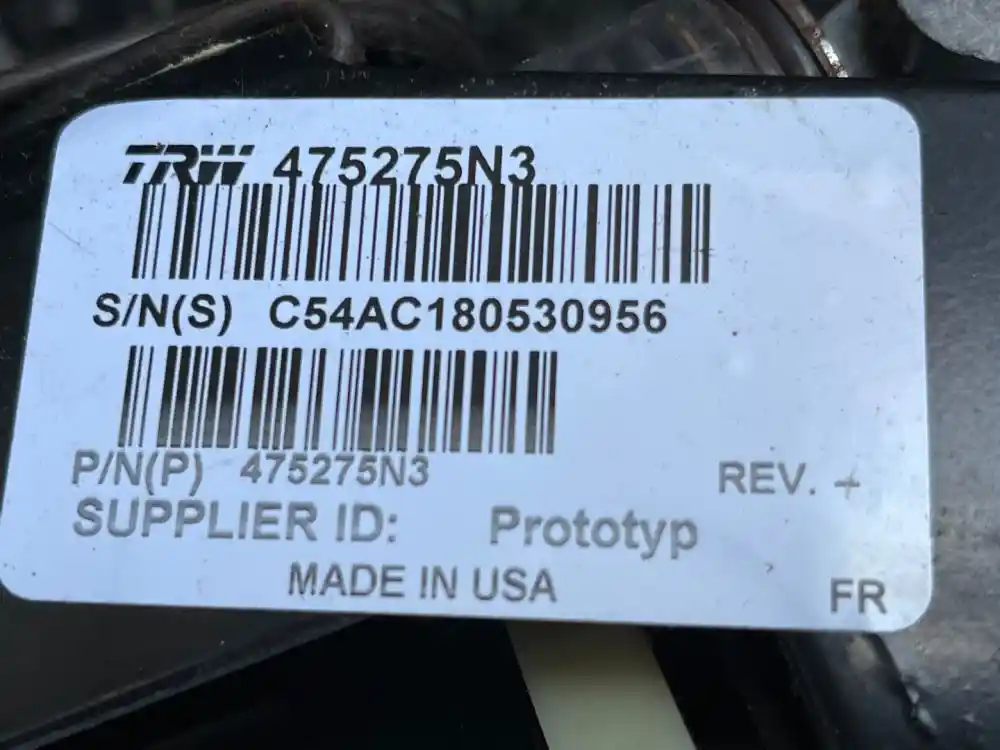 TRW 475275N3
S/N(S) C54AC180530956
P/N(P) 475275N3 REV. +
SUPPLIER ID: Prototyp
MADE IN USA FR